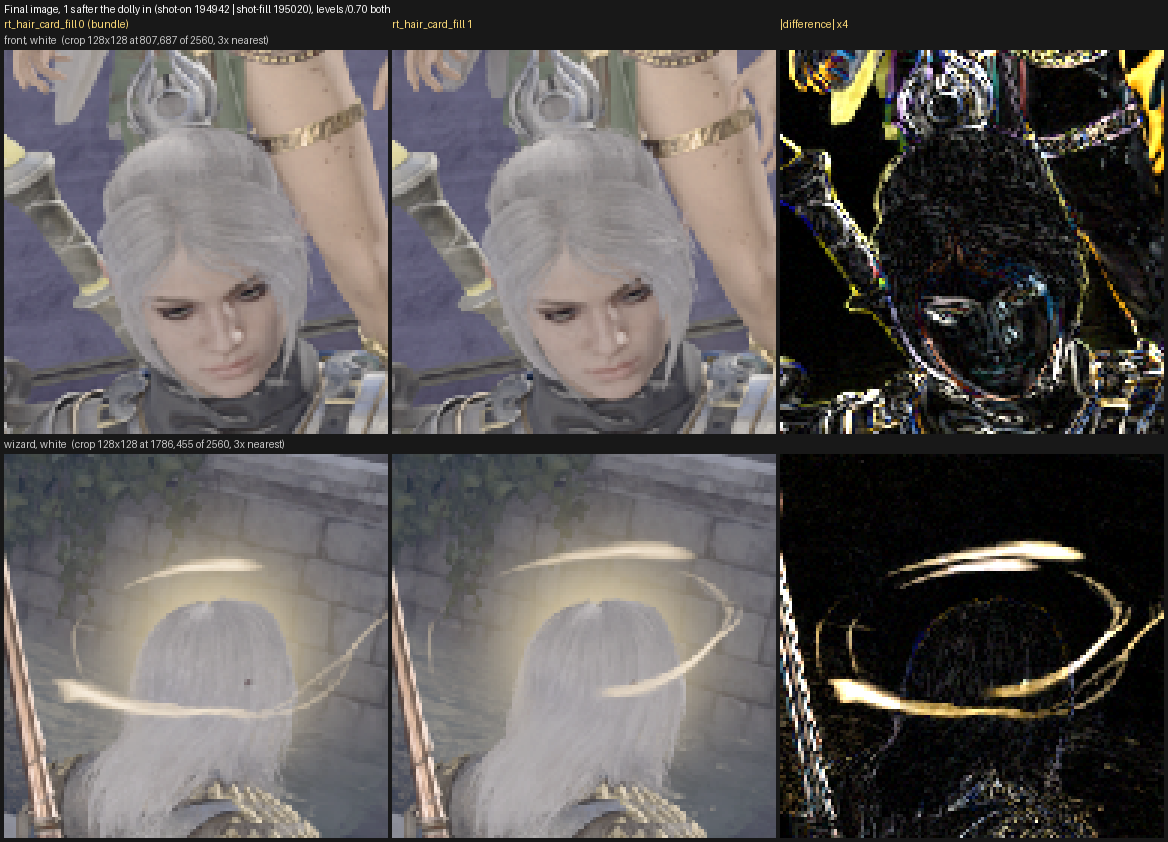 Final image, 1 s after the dolly in (shot-on 194942 | shot-fill 195020), levels/0.70 both
rt_hair_card_fill 0 (bundle)
rt_hair_card_fill 1
|difference| x4
front, white (crop 128x128 at 807,687 of 2560, 3x nearest)
wizard, white (crop 128x128 at 1786,455 of 2560, 3x nearest)